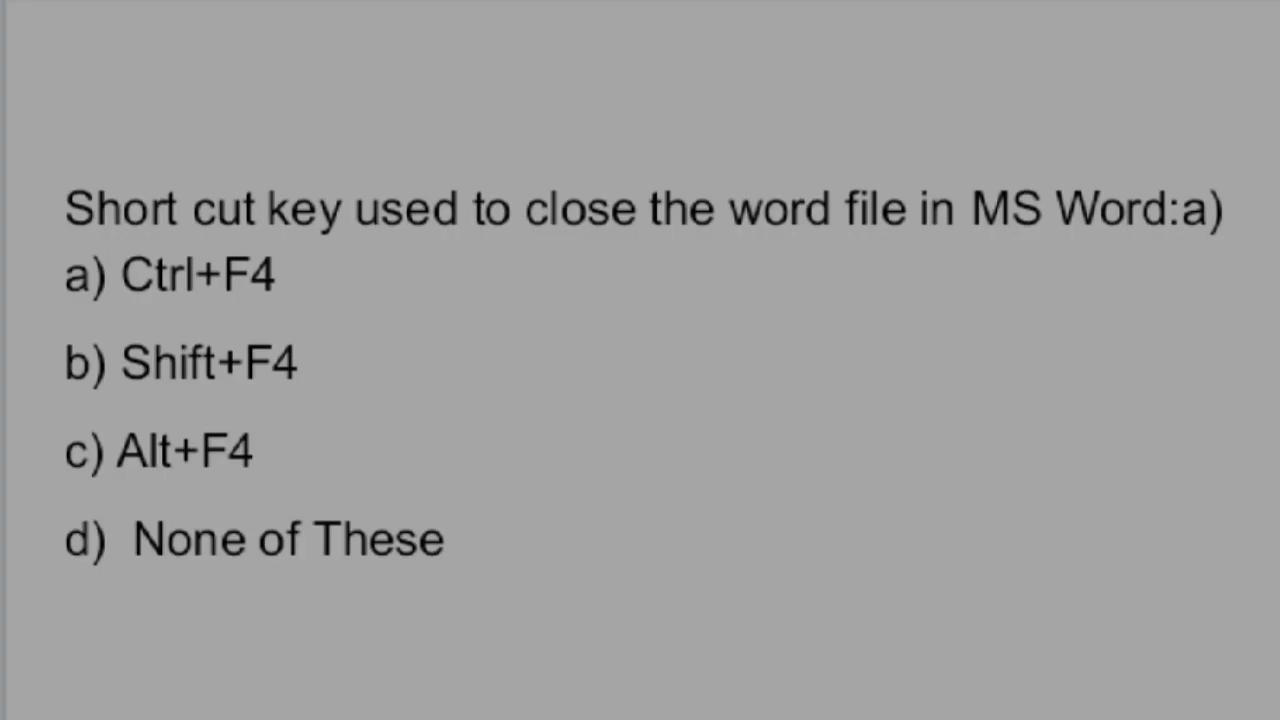 Short cut key used to close the word file in MS Word:a)
a) Ctrl+F4
b) Shift+F4
c) Alt+F4
d) None of These